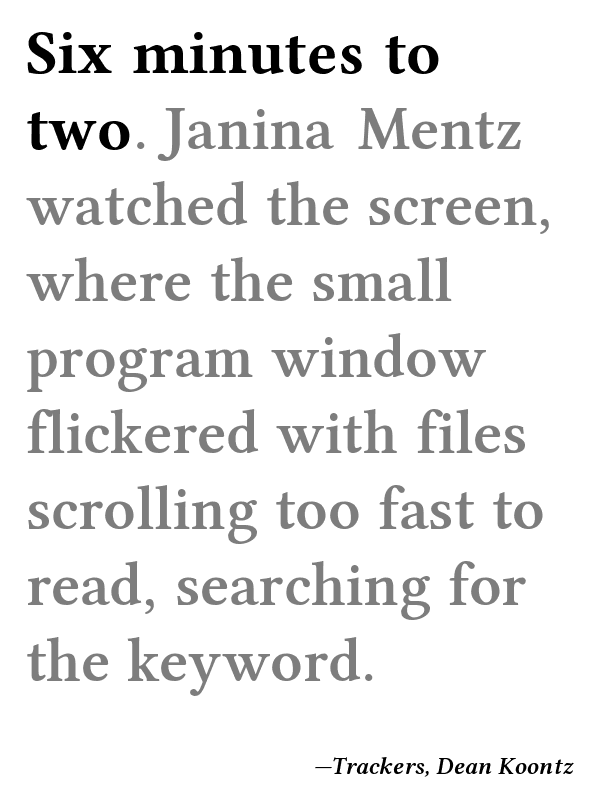 Six minutes to
two. Janina Mentz
watched the screen,
where the small
program window
flickered with files
scrolling too fast to
read, searching for
the keyword.
—Trackers, Dean Koontz